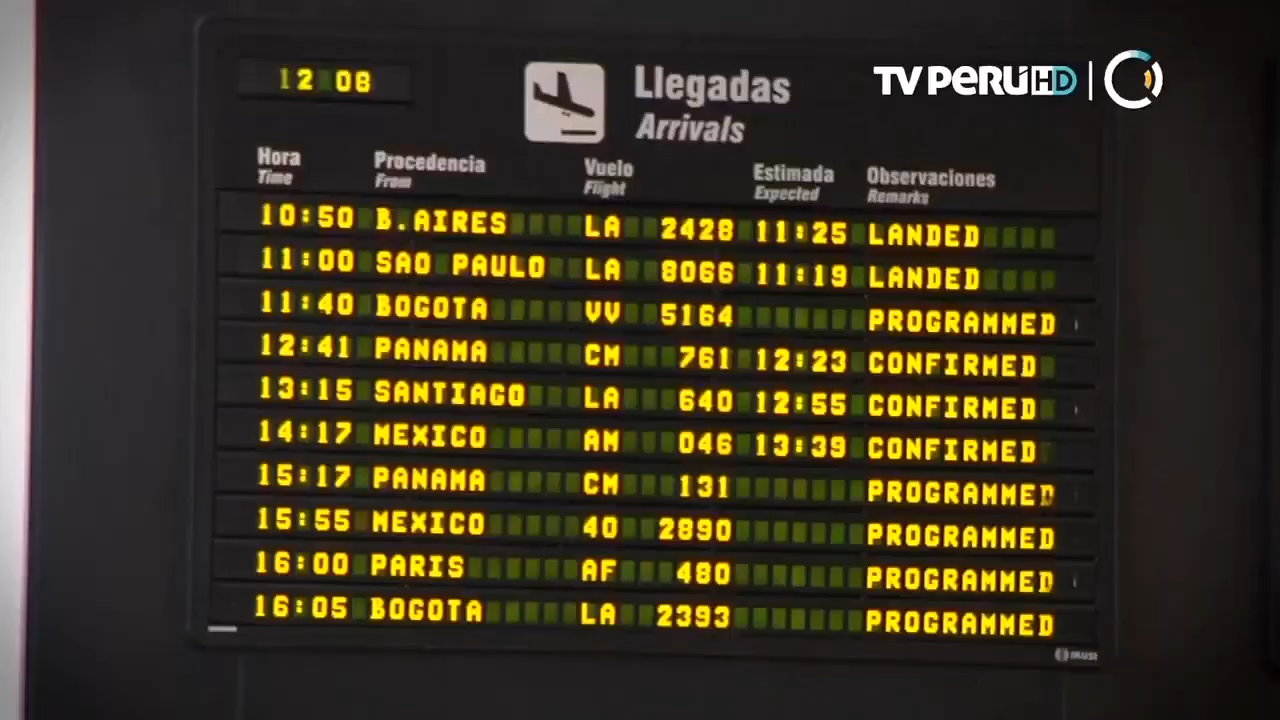 12 08
Llegadas
Arrivals
TV PERÚ HD
Hora Procedencia Vuelo Estimada Observaciones
Time From Flight Expected Remarks
10:50 B.AIRES LA 2428 11:25 LANDED
11:00 SAO PAULO LA 8066 11:19 LANDED
11:40 BOGOTA VV 5164 PROGRAMMED
12:41 PANAMA CM 761 12:23 CONFIRMED
13:15 SANTIAGO LA 640 12:55 CONFIRMED
14:17 MEXICO AM 046 13:39 CONFIRMED
15:17 PANAMA CM 131 PROGRAMMED
15:55 MEXICO 4O 2890 PROGRAMMED
16:00 PARIS AF 480 PROGRAMMED
16:05 BOGOTA LA 2393 PROGRAMMED